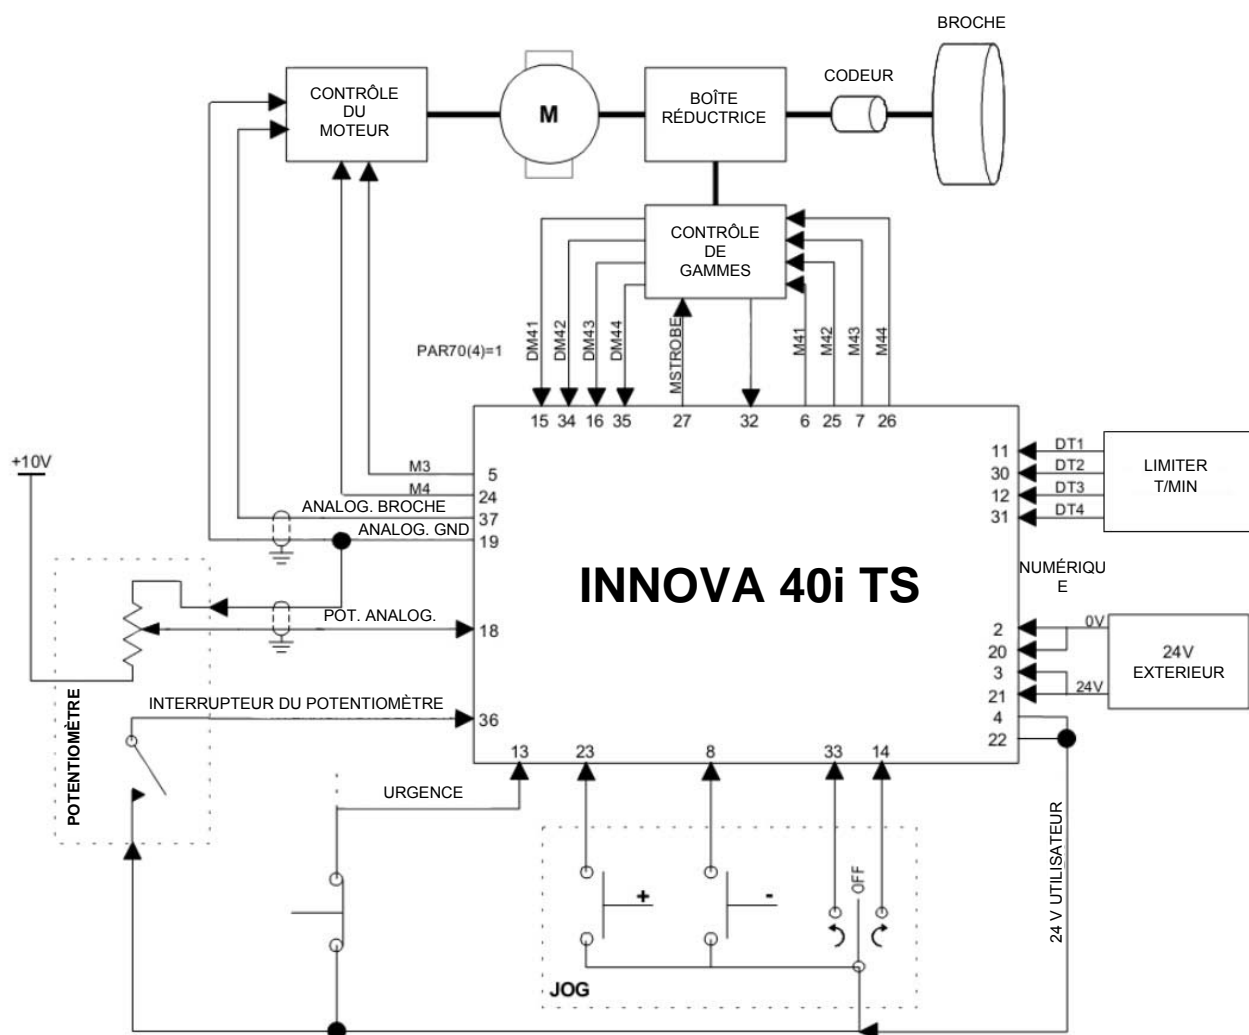 BROCHE
CODEUR
CONTRÔLE
DU
MOTEUR
M
BOÎTE
RÉDUCTRICE
CONTRÔLE
DE
GAMMES
PAR70(4)=1
DM41
DM42
DM43
DM44
MSTROBE
M41
M42
M43
M44
15 34 16 35 27 32 6 25 7 26
+10V
M3
5
M4
24
ANALOG. BROCHE
37
ANALOG. GND
19
POT. ANALOG.
18
INTERRUPTEUR DU POTENTIOMÈTRE
36
POTENTIOMÈTRE
INNOVA 40i TS
11 DT1
30 DT2
12 DT3
31 DT4
LIMITER
T/MIN
NUMÉRIQU
E
2 0V
20
3
21 24V
4
22
24V
EXTERIEUR
13 23 8 33 14
URGENCE
+
-
OFF
JOG
24 V UTILISATEUR